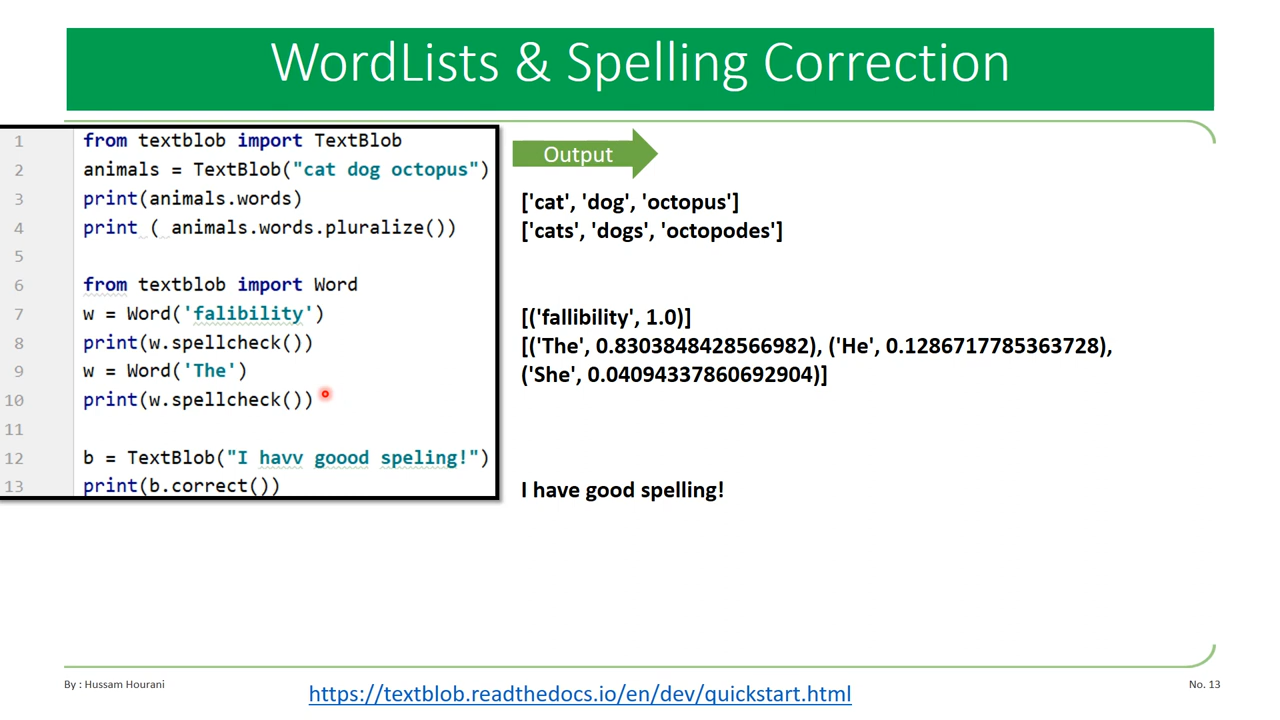 WordLists & Spelling Correction
1 from textblob import TextBlob
2 animals = TextBlob("cat dog octopus")
3 print(animals.words)
4 print ( animals.words.pluralize())
5
6 from textblob import Word
7 w = Word('falibility')
8 print(w.spellcheck())
9 w = Word('The')
10 print(w.spellcheck())
11
12 b = TextBlob("I havv goood speling!")
13 print(b.correct())
Output
['cat', 'dog', 'octopus']
['cats', 'dogs', 'octopodes']
[('fallibility', 1.0)]
[('The', 0.8303848428566982), ('He', 0.1286717785363728),
('She', 0.04094337860692904)]
I have good spelling!
By : Hussam Hourani
https://textblob.readthedocs.io/en/dev/quickstart.html
No. 13